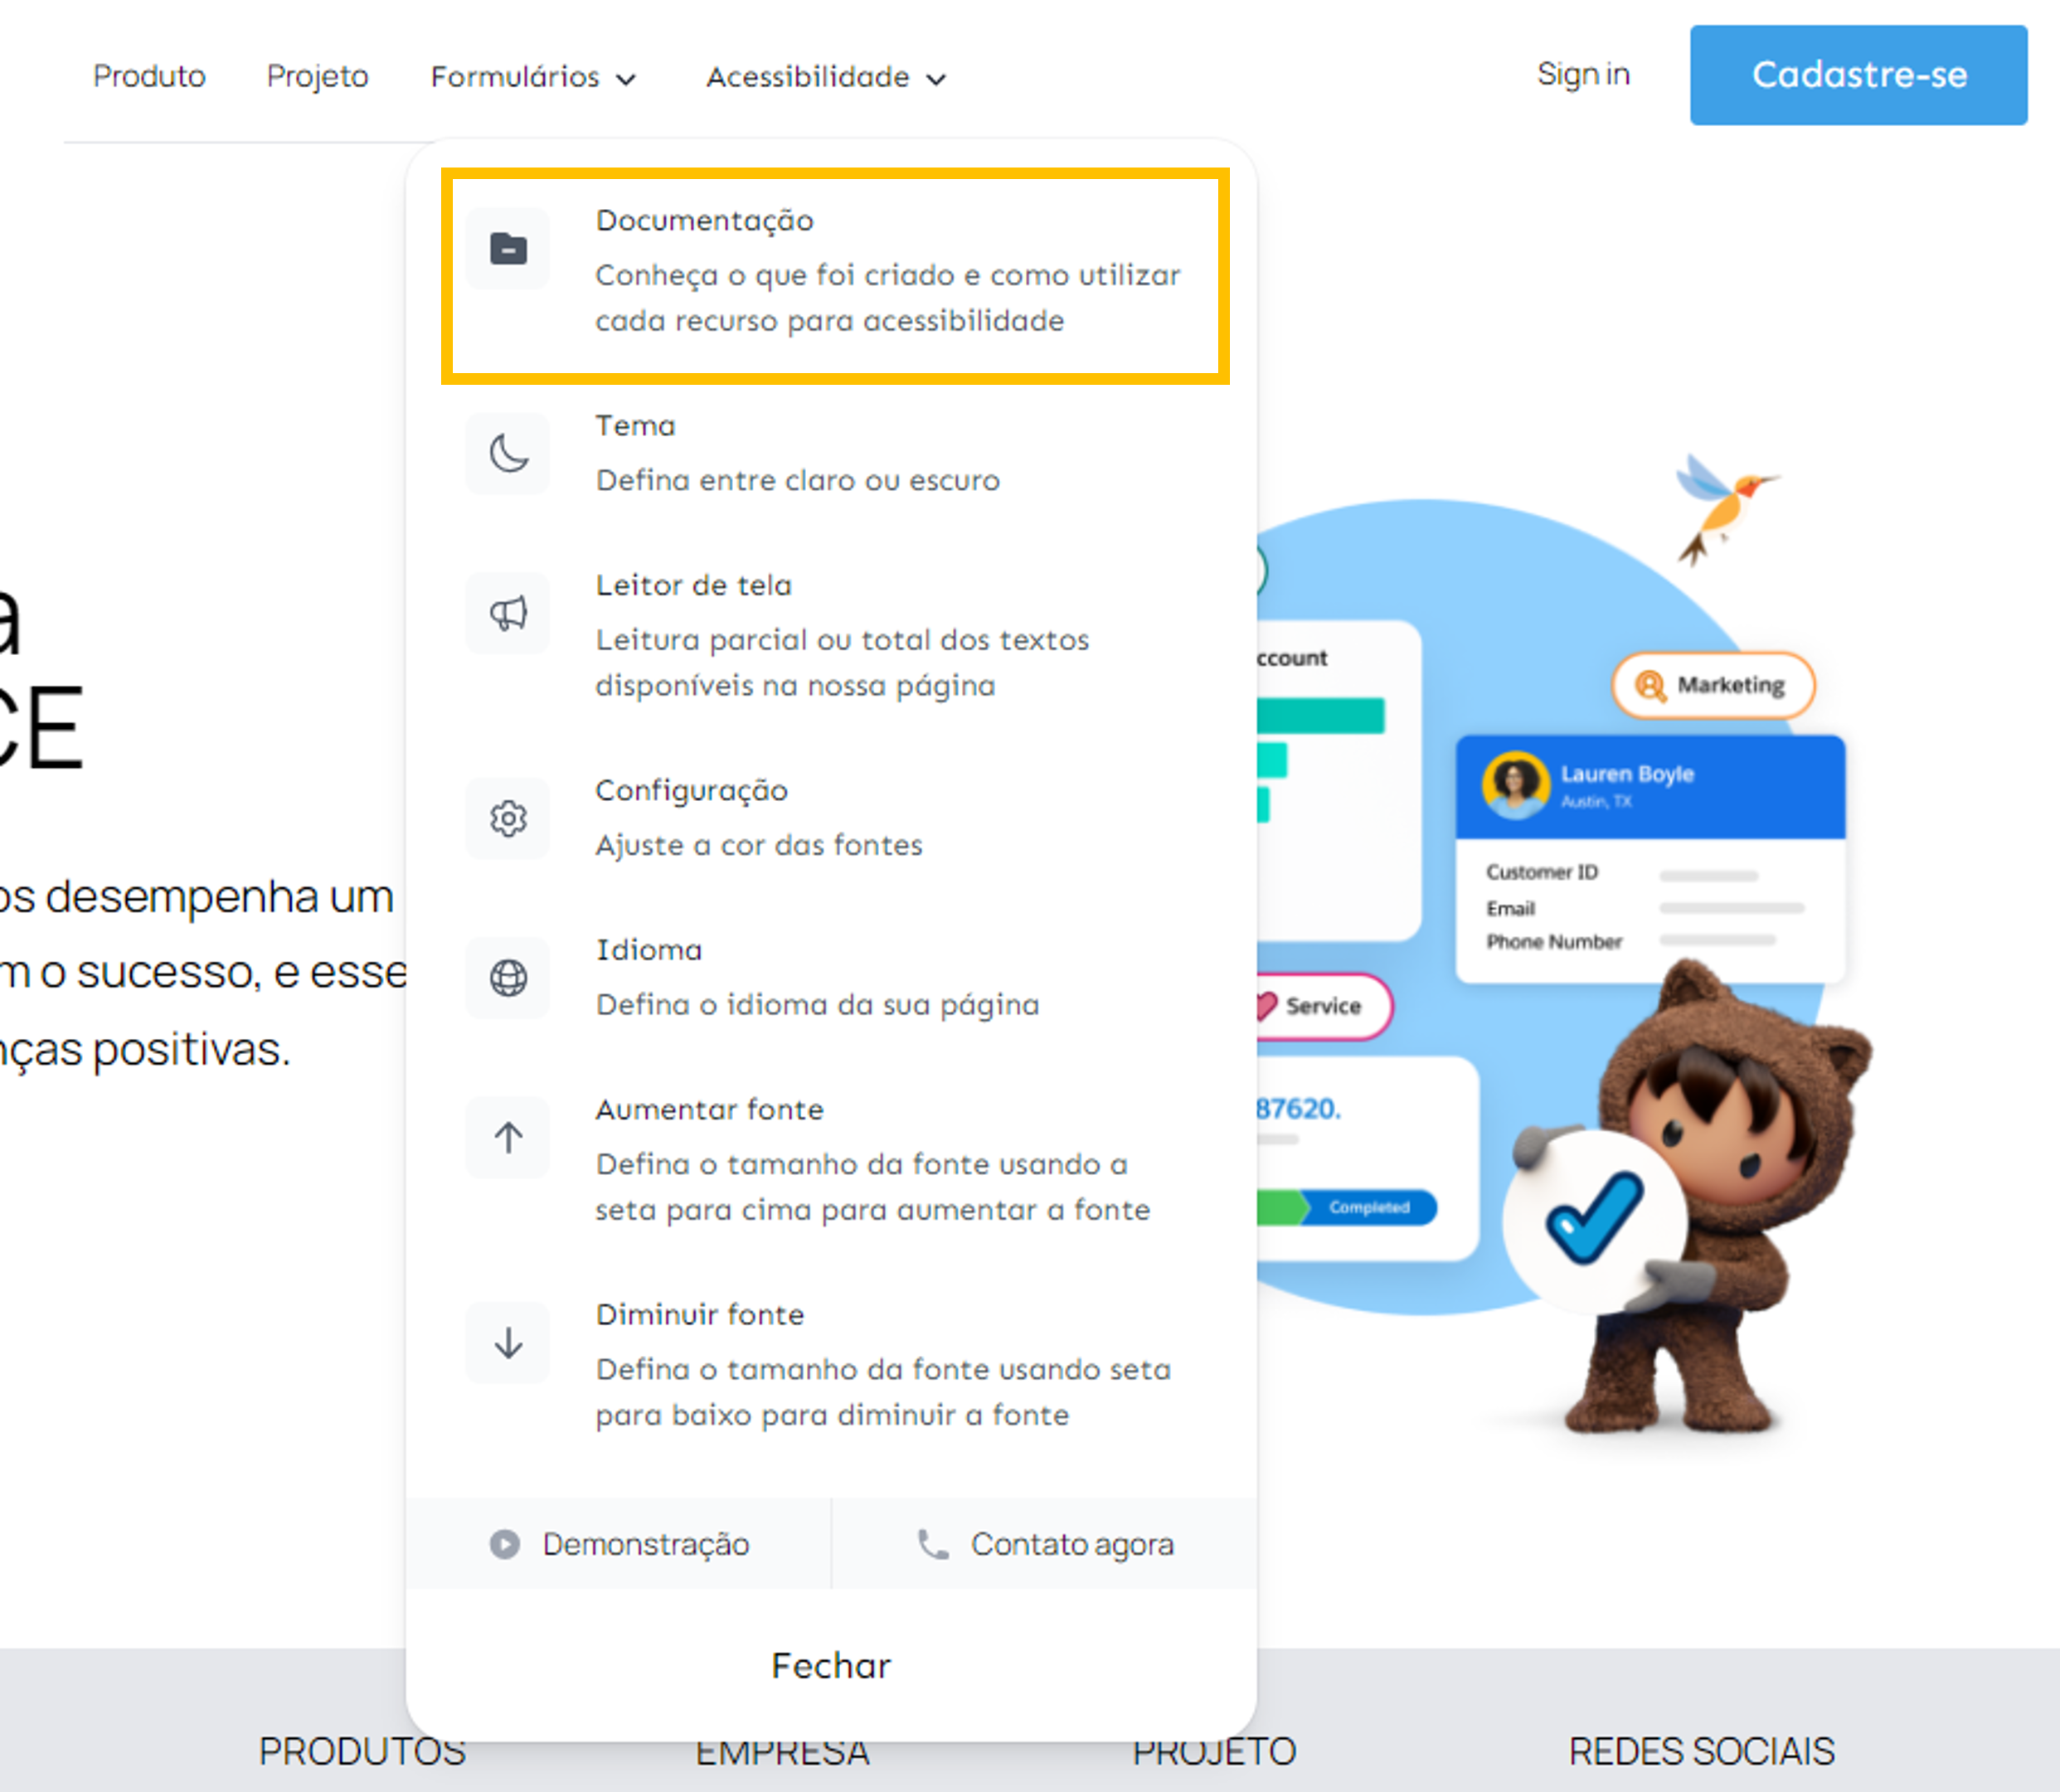 Produto Projeto Formulários Acessibilidade Sign in Cadastre-se
Documentação
Conheça o que foi criado e como utilizar
cada recurso para acessibilidade
Tema
Defina entre claro ou escuro
Leitor de tela
Leitura parcial ou total dos textos
disponíveis na nossa página
Configuração
Ajuste a cor das fontes
Idioma
Defina o idioma da sua página
Aumentar fonte
Defina o tamanho da fonte usando a
seta para cima para aumentar a fonte
Diminuir fonte
Defina o tamanho da fonte usando seta
para baixo para diminuir a fonte
Demonstração Contato agora
Fechar
a
CE
os desempenha um
m o sucesso, e esse
nças positivas.
ccount
Marketing
Lauren Boyle
Austin, TX
Customer ID
Email
Phone Number
Service
87620.
Completed
PRODUTOS EMPRESA PROJETO REDES SOCIAIS